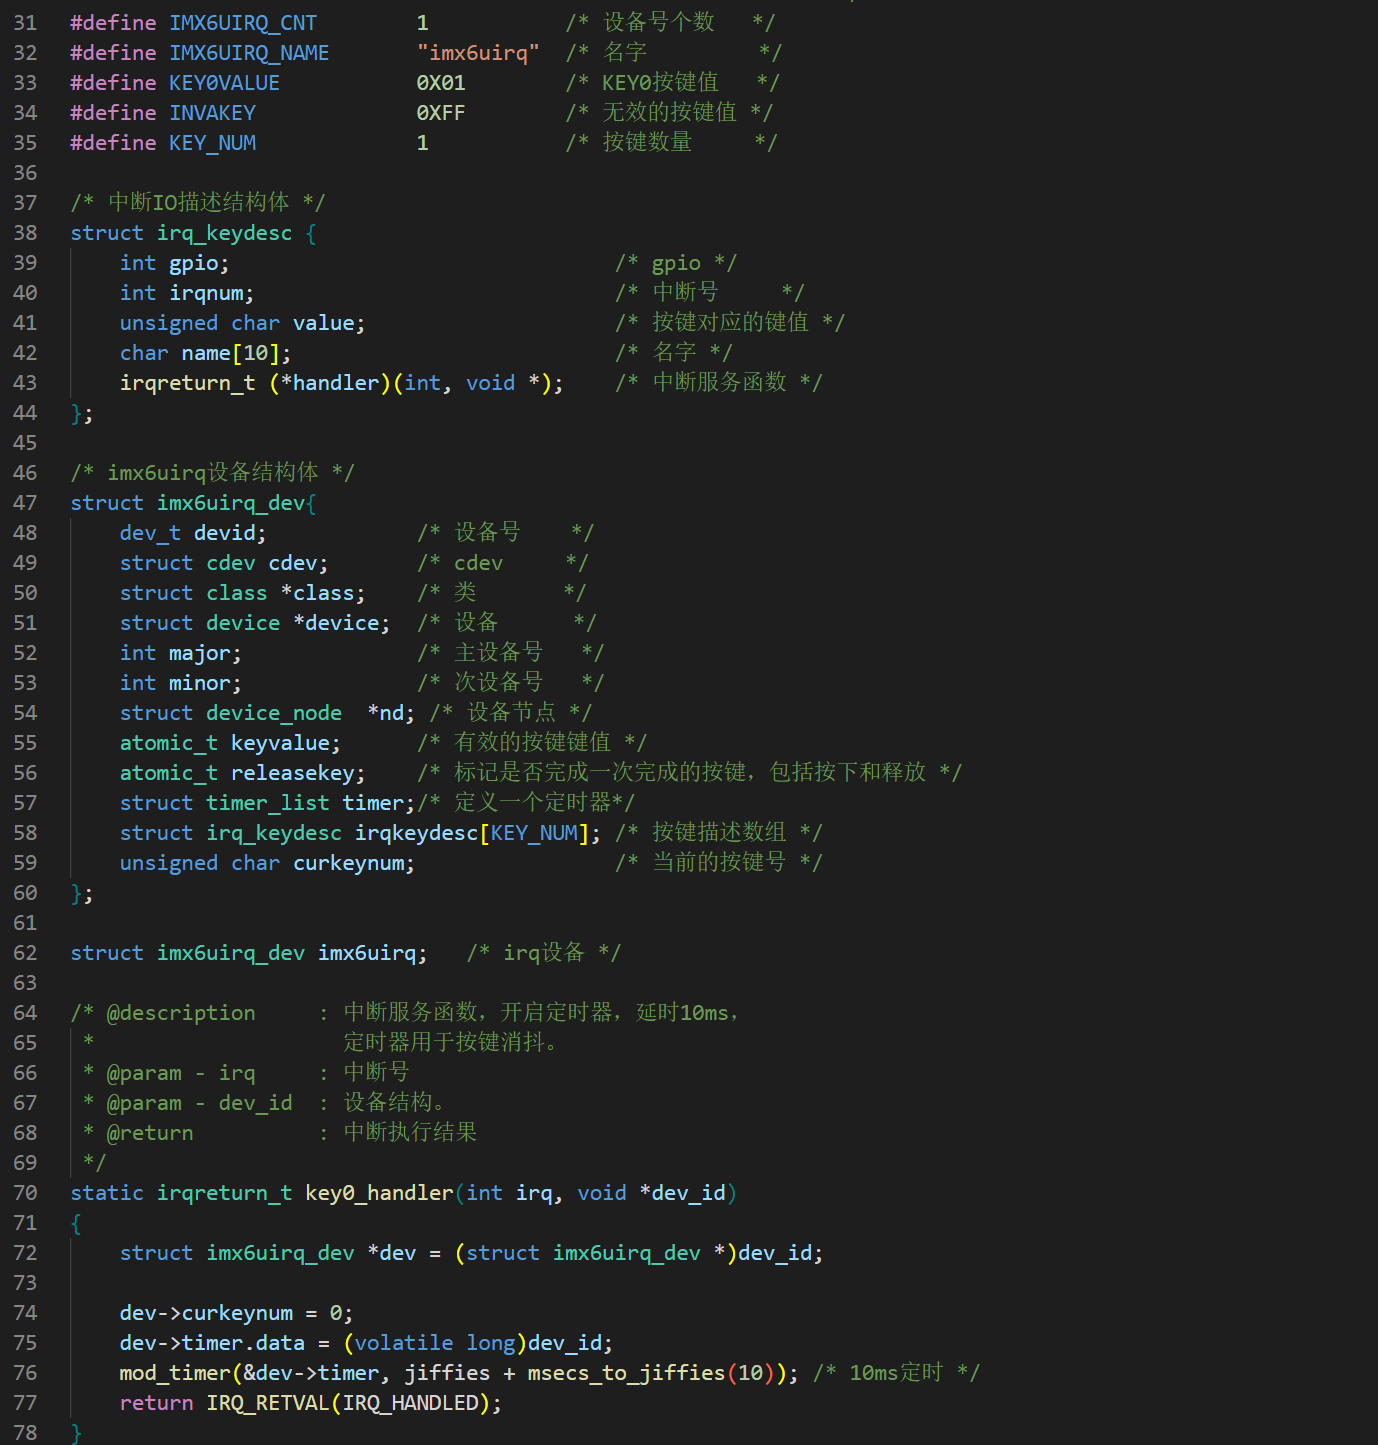 31 #define IMX6UIRQ_CNT             1           /* 设备号个数   */
32 #define IMX6UIRQ_NAME       "imx6uirq"  /* 名字         */
33 #define KEY0VALUE           0X01        /* KEY0按键值   */
34 #define INVAKEY             0XFF        /* 无效的按键值 */
35 #define KEY_NUM             1           /* 按键数量     */
36
37 /* 中断IO描述结构体 */
38 struct irq_keydesc {
39     int gpio;                               /* gpio */
40     int irqnum;                             /* 中断号     */
41     unsigned char value;                    /* 按键对应的键值 */
42     char name[10];                          /* 名字 */
43     irqreturn_t (*handler)(int, void *);    /* 中断服务函数 */
44 };
45
46 /* imx6uirq设备结构体 */
47 struct imx6uirq_dev{
48     dev_t devid;            /* 设备号    */
49     struct cdev cdev;       /* cdev     */
50     struct class *class;    /* 类       */
51     struct device *device;  /* 设备      */
52     int major;              /* 主设备号   */
53     int minor;              /* 次设备号   */
54     struct device_node  *nd; /* 设备节点 */
55     atomic_t keyvalue;      /* 有效的按键键值 */
56     atomic_t releasekey;    /* 标记是否完成一次完成的按键，包括按下和释放 */
57     struct timer_list timer;/* 定义一个定时器*/
58     struct irq_keydesc irqkeydesc[KEY_NUM]; /* 按键描述数组 */
59     unsigned char curkeynum;                /* 当前的按键号 */
60 };
61
62 struct imx6uirq_dev imx6uirq;   /* irq设备 */
63
64 /* @description     : 中断服务函数，开启定时器，延时10ms，
65  *                    定时器用于按键消抖。
66  * @param - irq     : 中断号
67  * @param - dev_id  : 设备结构。
68  * @return          : 中断执行结果
69  */
70 static irqreturn_t key0_handler(int irq, void *dev_id)
71 {
72     struct imx6uirq_dev *dev = (struct imx6uirq_dev *)dev_id;
73
74     dev->curkeynum = 0;
75     dev->timer.data = (volatile long)dev_id;
76     mod_timer(&dev->timer, jiffies + msecs_to_jiffies(10)); /* 10ms定时 */
77     return IRQ_RETVAL(IRQ_HANDLED);
78 }